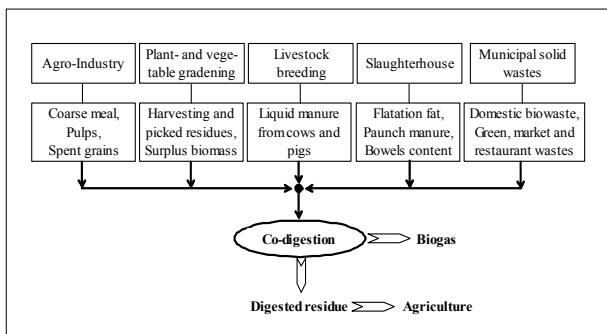 Agro-Industry
Plant- and vege-
table gradening
Livestock
breeding
Slaughterhouse
Municipal solid
wastes
Coarse meal,
Pulps,
Spent grains
Harvesting and
picked residues,
Surplus biomass
Liquid manure
from cows and
pigs
Flatation fat,
Paunch manure,
Bowels content
Domestic biowaste,
Green, market and
restaurant wastes
Co-digestion
Biogas
Digested residue
Agriculture